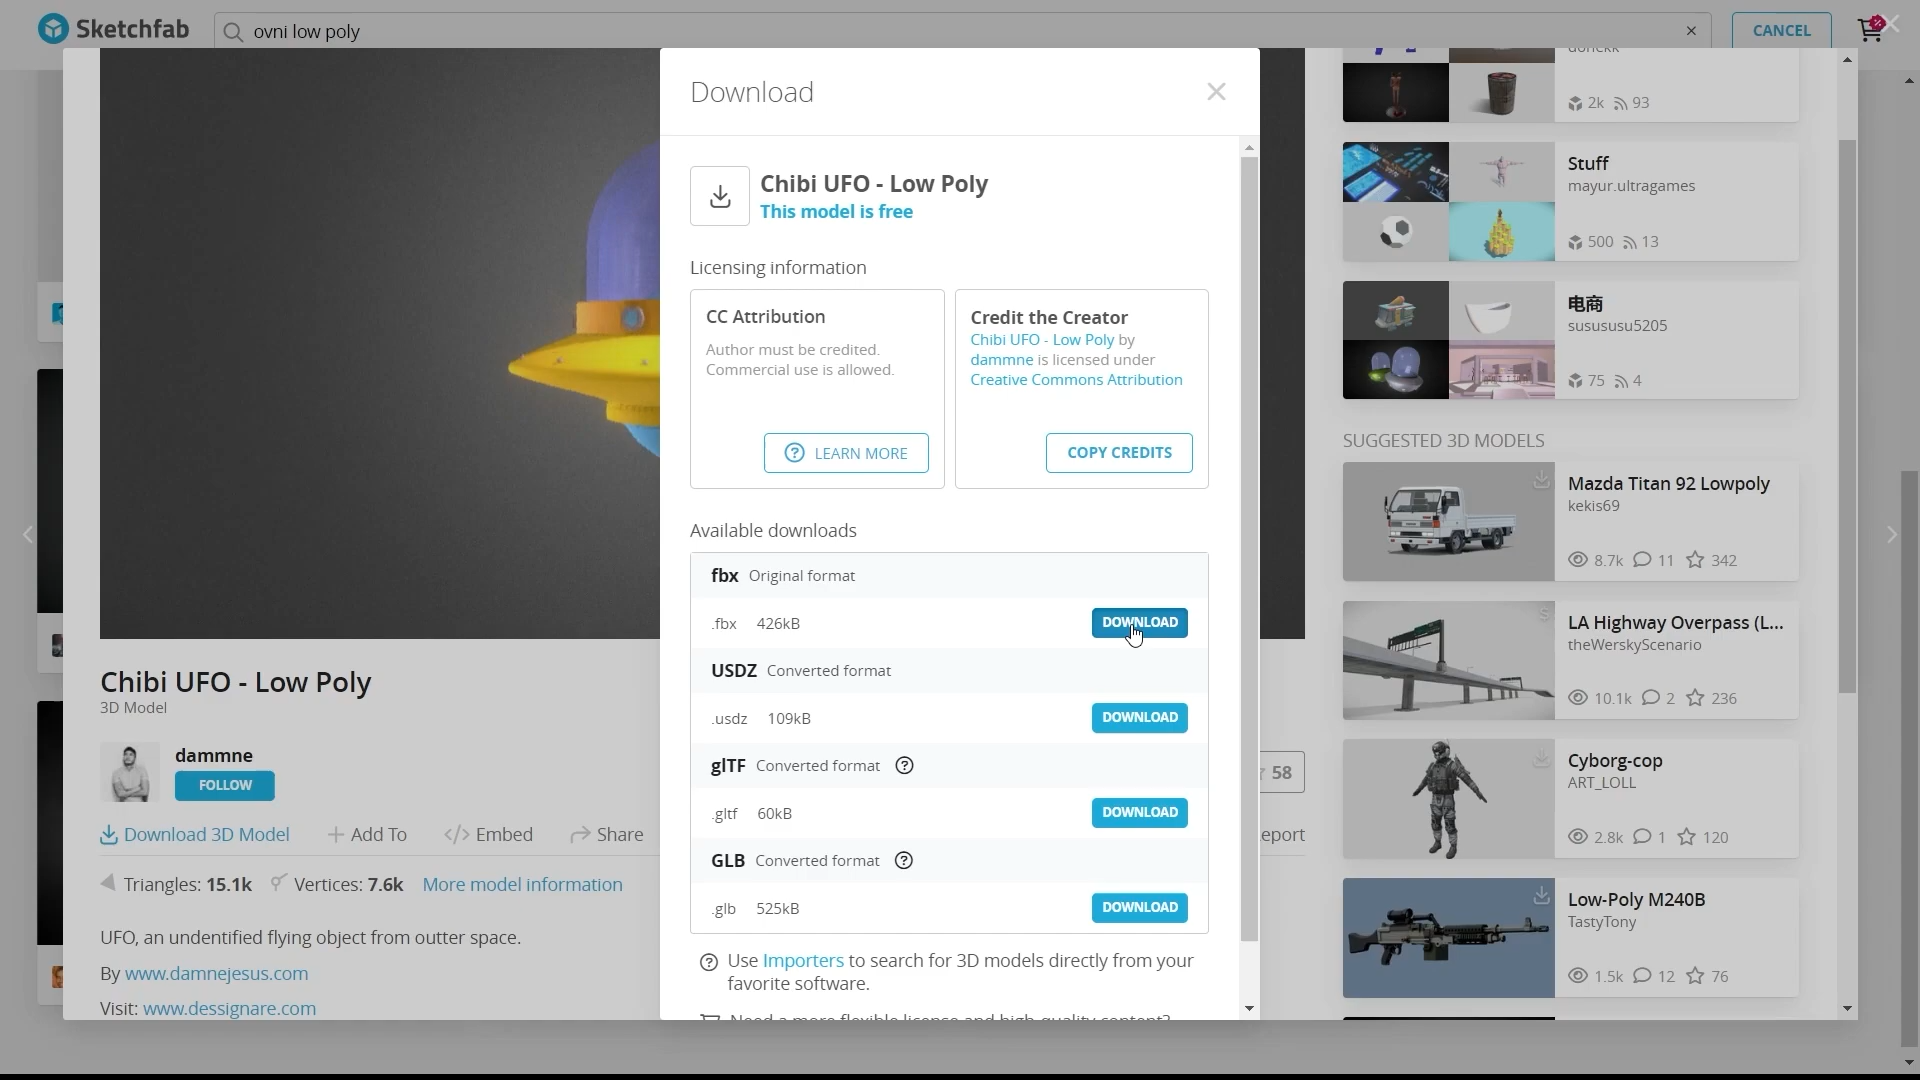 Sketchfab
ovni low poly
CANCEL
Download
Chibi UFO - Low Poly
This model is free
Licensing information
CC Attribution
Author must be credited.
Commercial use is allowed.
LEARN MORE
Credit the Creator
Chibi UFO - Low Poly by
dammne is licensed under
Creative Commons Attribution
COPY CREDITS
Available downloads
fbx Original format
.fbx 426kB DOWNLOAD
USDZ Converted format
.usdz 109kB DOWNLOAD
glTF Converted format
.gltf 60kB DOWNLOAD
GLB Converted format
.glb 525kB DOWNLOAD
Use Importers to search for 3D models directly from your
favorite software.
Need a more flexible license and high-quality content?
Chibi UFO - Low Poly
3D Model
dammne
FOLLOW
58
Download 3D Model
Add To
Embed
Share
eport
Triangles: 15.1k Vertices: 7.6k More model information
UFO, an undentified flying object from outter space.
By www.damnejesus.com
Visit: www.dessignare.com
2k 93
Stuff
mayur.ultragames
500 13
电商
susususu5205
75 4
SUGGESTED 3D MODELS
Mazda Titan 92 Lowpoly
kekis69
8.7k 11 342
LA Highway Overpass (L...
theWerskyScenario
10.1k 2 236
Cyborg-cop
ART_LOLL
2.8k 1 120
Low-Poly M240B
TastyTony
1.5k 12 76